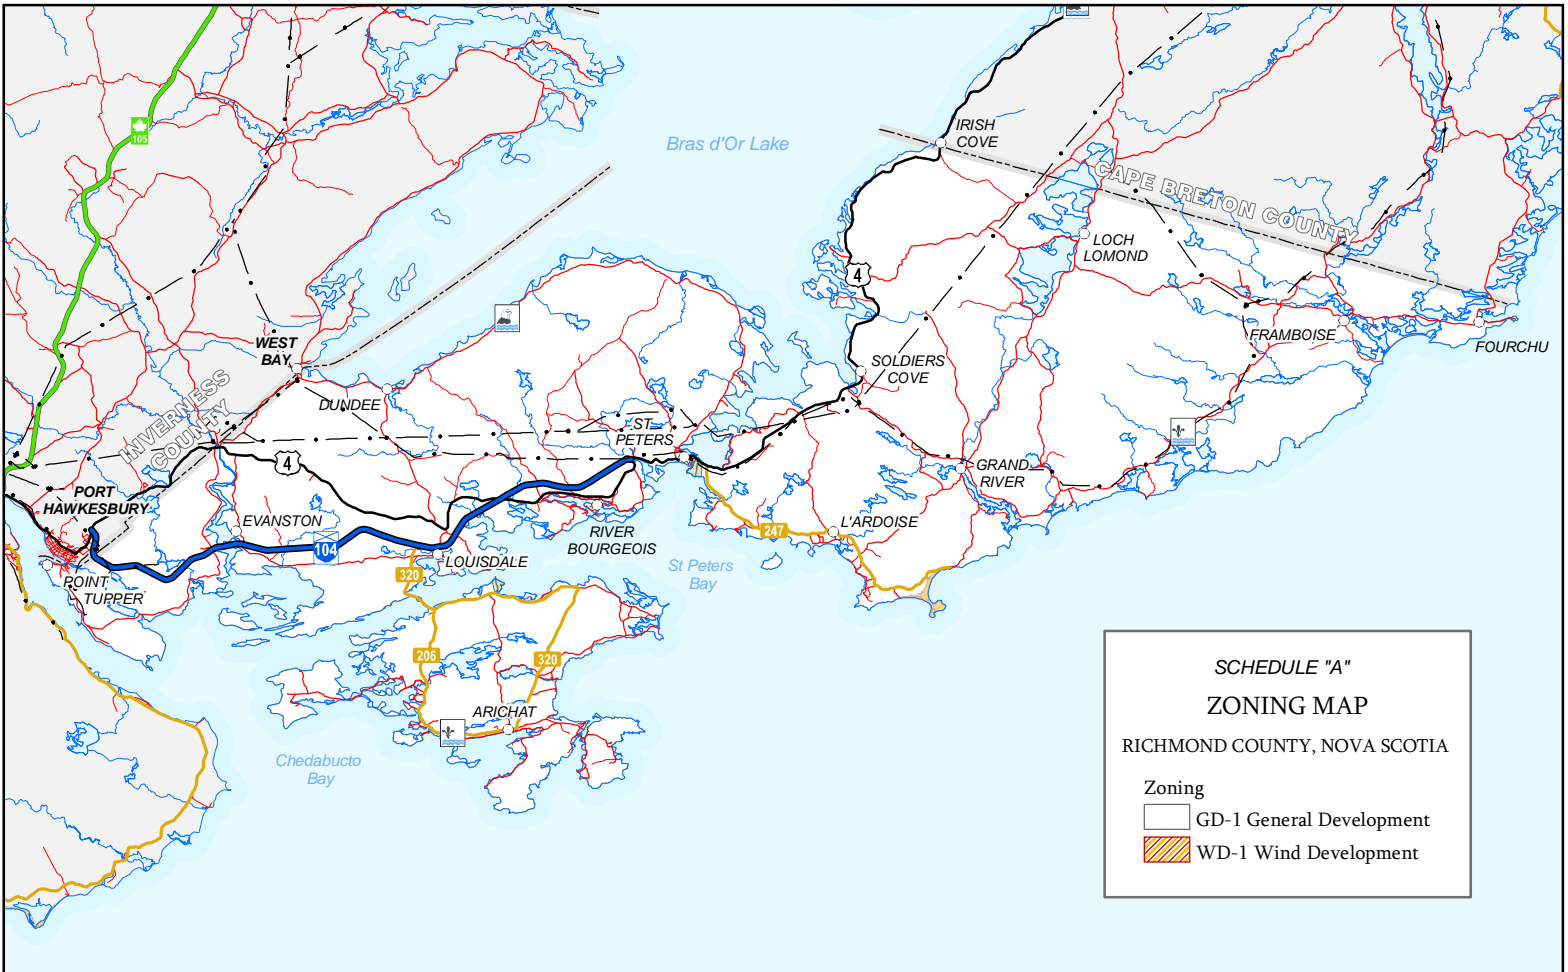 105
Bras d'Or Lake
IRISH
COVE
CAPE BRETON COUNTY
LOCH
LOMOND
4
FRAMBOISE
FOURCHU
WEST
BAY
SOLDIERS
COVE
DUNDEE
INVERNESS
COUNTY
ST
PETERS
4
GRAND
RIVER
PORT
HAWKESBURY
EVANSTON
L'ARDOISE
247
RIVER
BOURGEOIS
104
LOUISDALE
St Peters
Bay
320
POINT
TUPPER
206
320
ARICHAT
Chedabucto
Bay
SCHEDULE "A"
ZONING MAP
RICHMOND COUNTY, NOVA SCOTIA
Zoning
GD-1 General Development
WD-1 Wind Development